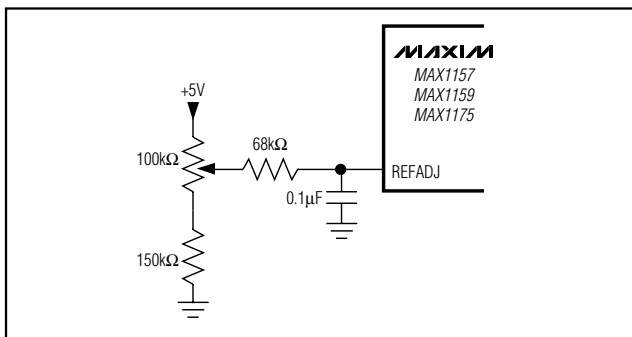 MAXIM
MAX1157
MAX1159
MAX1175
+5V
100kΩ
68kΩ
REFADJ
0.1µF
150kΩ